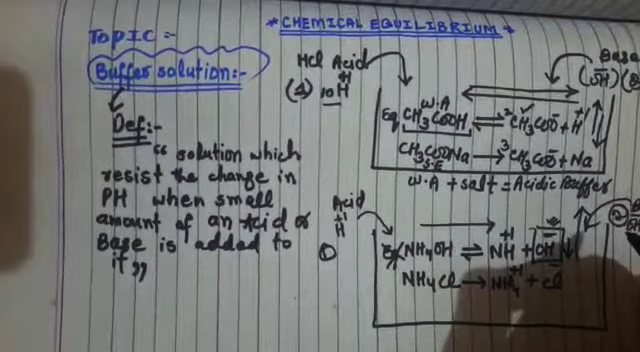 * CHEMICAL EQUILIBRIUM *
TOPIC :-
Buffer solution:-
Def:-
"solution which
resist the change in
PH when small
amount of an Acid or
Base is added to
it"
Hcl Acid
H+
(1) 10
Base
(OH-)
W.A
CH3COOH ⇌ CH3COO- + H+
CH3COONa → CH3COO- + Na
S.E
W.A + salt = Acidic Buffer
Acid
H+
NH4OH ⇌ NH + OH-
NH4Cl → NH4+ + Cl-